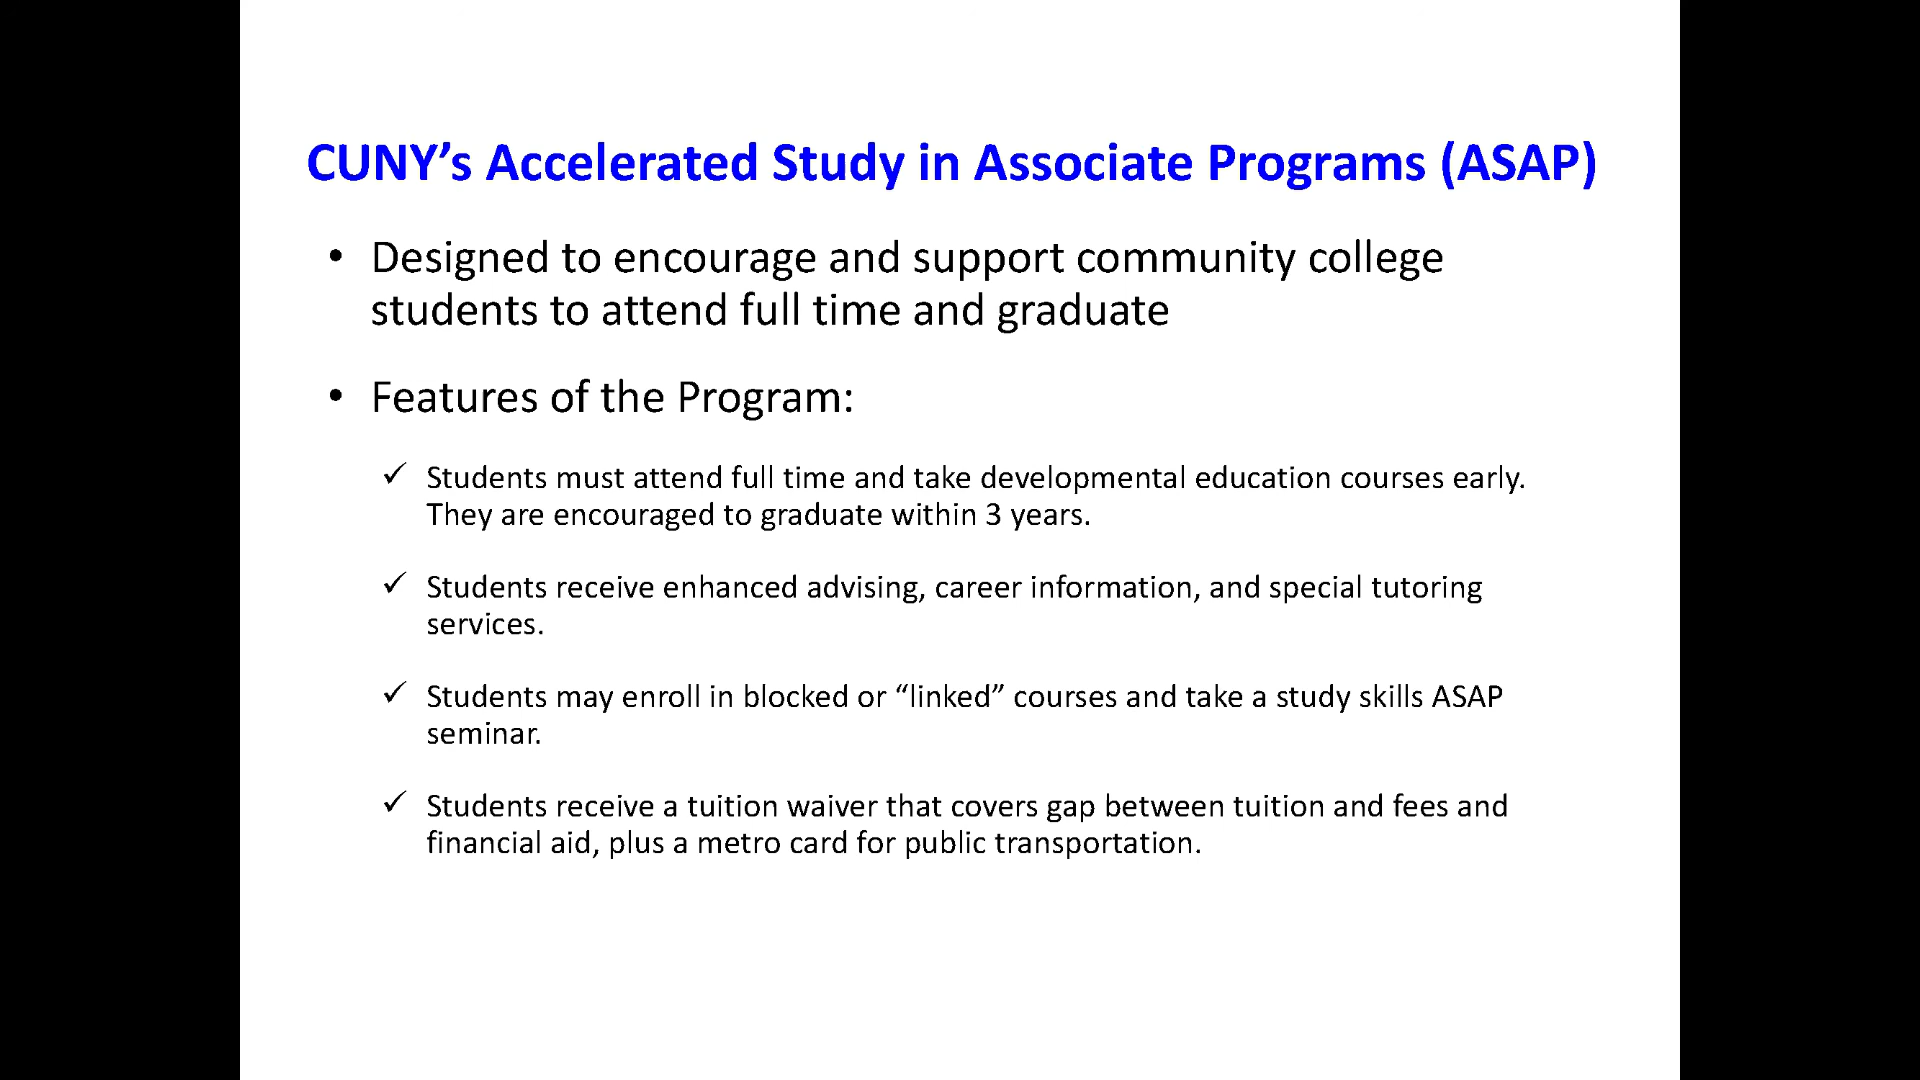 CUNY’s Accelerated Study in Associate Programs (ASAP)
• Designed to encourage and support community college
students to attend full time and graduate
• Features of the Program:
✓ Students must attend full time and take developmental education courses early.
They are encouraged to graduate within 3 years.
✓ Students receive enhanced advising, career information, and special tutoring
services.
✓ Students may enroll in blocked or “linked” courses and take a study skills ASAP
seminar.
✓ Students receive a tuition waiver that covers gap between tuition and fees and
financial aid, plus a metro card for public transportation.